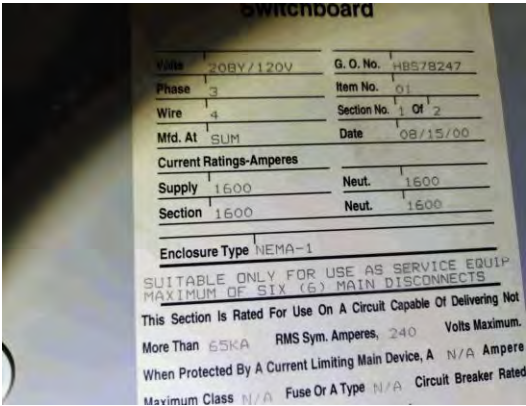 Switchboard
Volts 208Y/120V G. O. No. HBS78247
Phase 3 Item No. 01
Wire 4 Section No. 1 Of 2
Mfd. At SUM Date 08/15/00
Current Ratings-Amperes
Supply 1600 Neut. 1600
Section 1600 Neut. 1600
Enclosure Type NEMA-1
SUITABLE ONLY FOR USE AS SERVICE EQUIP
MAXIMUM OF SIX (6) MAIN DISCONNECTS
This Section Is Rated For Use On A Circuit Capable Of Delivering Not
More Than 65KA RMS Sym. Amperes, 240 Volts Maximum.
When Protected By A Current Limiting Main Device, A N/A Ampere
Maximum Class N/A Fuse Or A Type N/A Circuit Breaker Rated